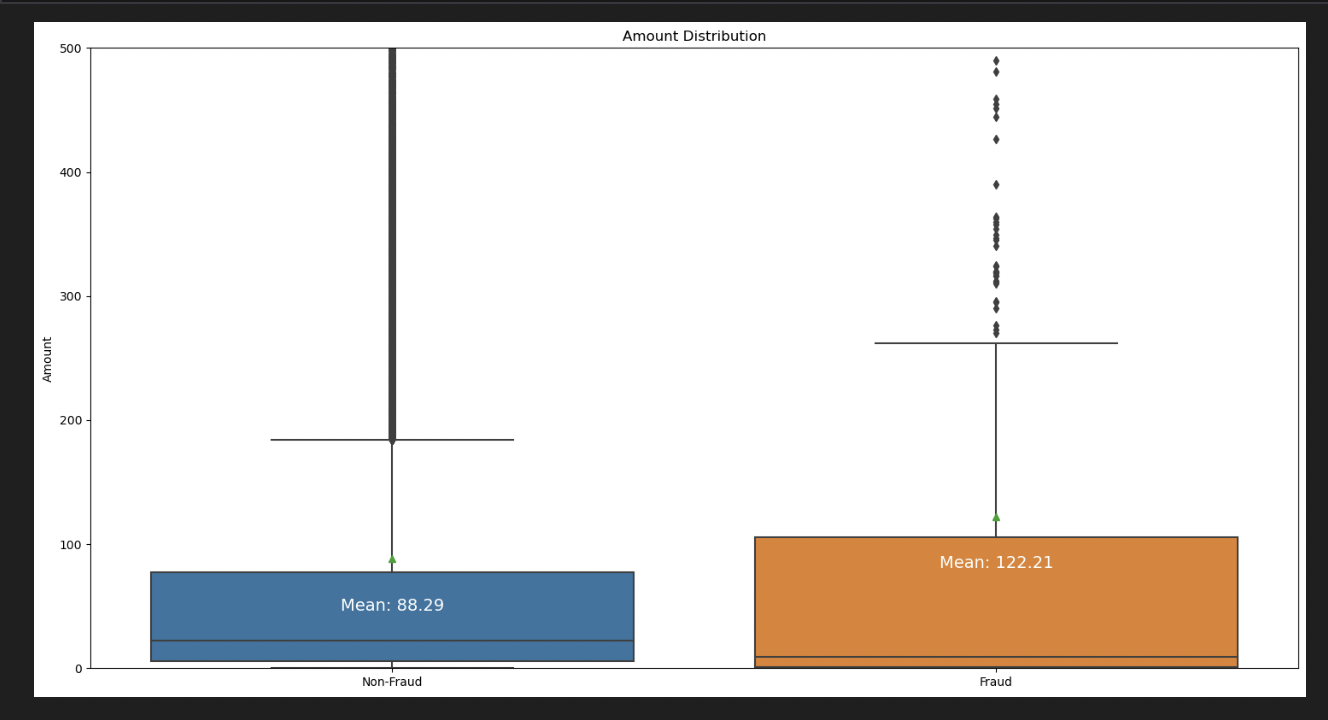 Amount Distribution
500
400
300
200
100
0
Amount
Mean: 88.29
Mean: 122.21
Non-Fraud
Fraud